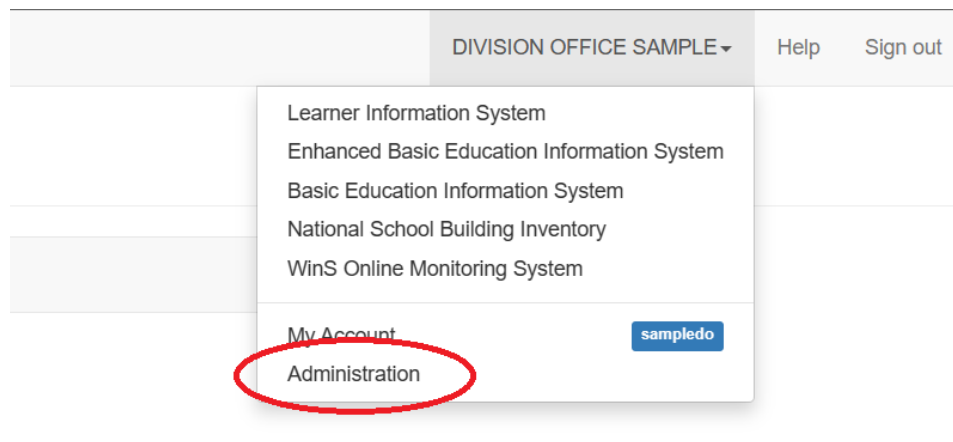 DIVISION OFFICE SAMPLE Help Sign out
Learner Information System
Enhanced Basic Education Information System
Basic Education Information System
National School Building Inventory
WinS Online Monitoring System
My Account sampledo
Administration